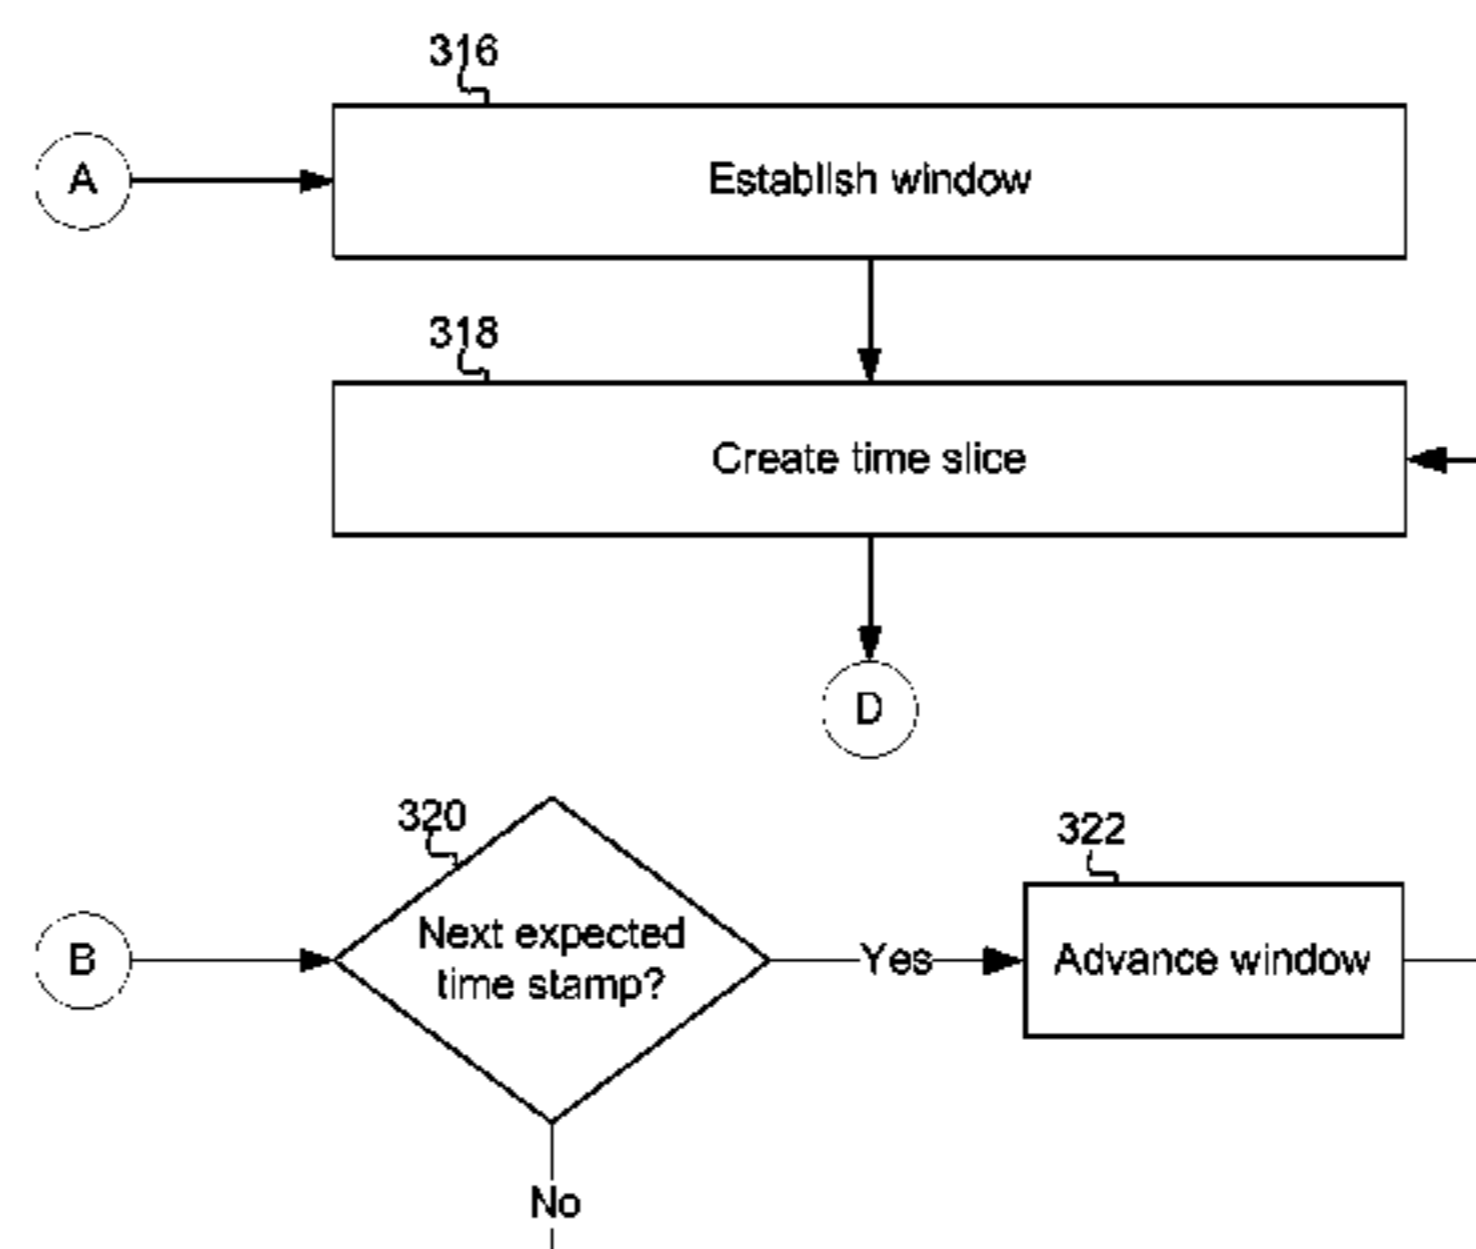 316
A
Establish window
318
Create time slice
D
320
322
B
Next expected
time stamp?
Yes
Advance window
No